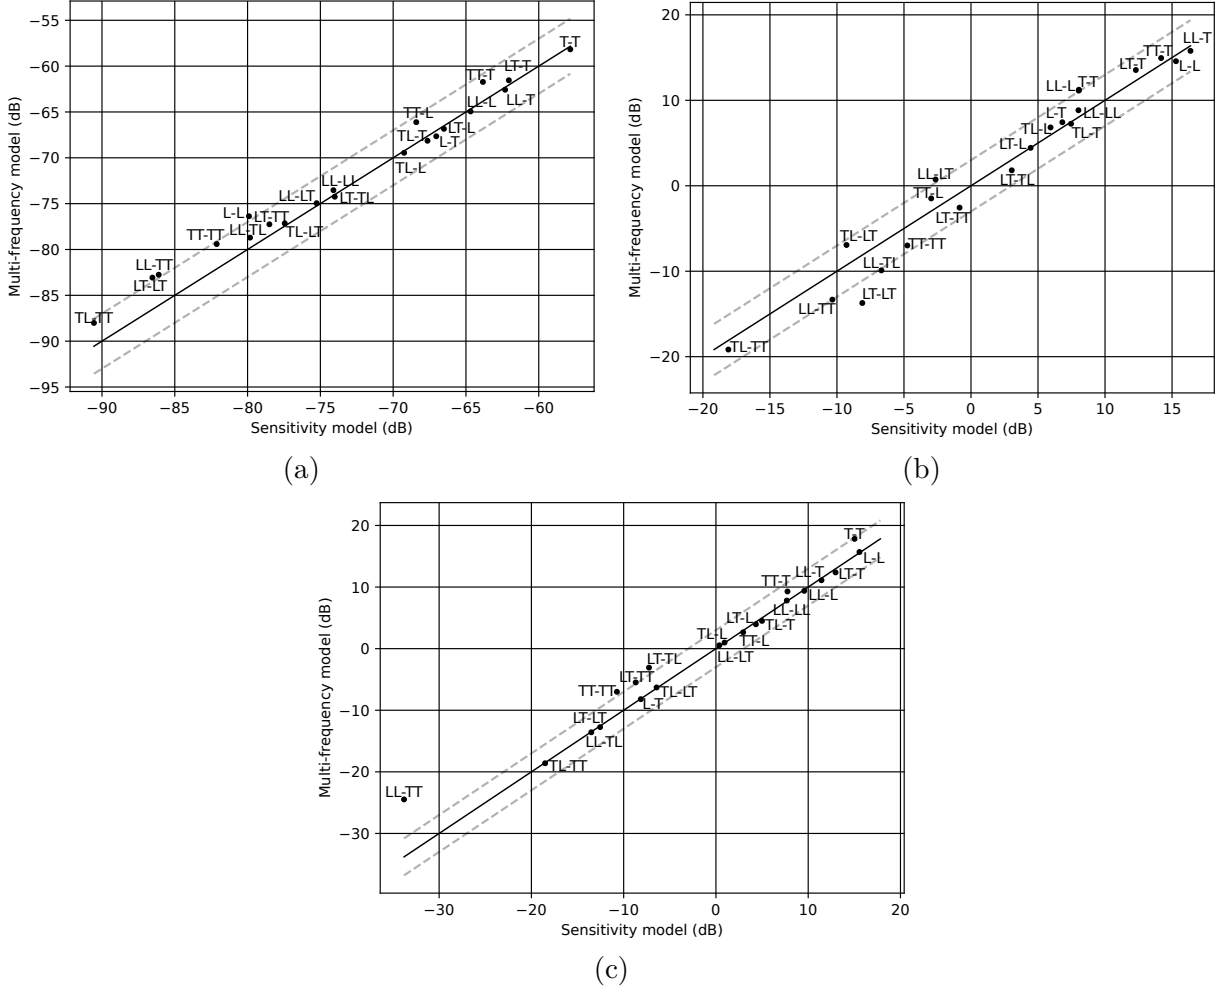 −55
−60
−65
−70
−75
−80
−85
−90
−95
Multi-frequency model (dB)
T-T
LT-T
TT-T
LL-T
LL-L
TT-L
LT-L
TL-T
L-T
TL-L
LL-LL
LL-LT
LT-TL
L-L
LT-TT
TL-LT
LL-TL
TT-TT
LL-TT
LT-LT
TL-TT
−90
−85
−80
−75
−70
−65
−60
Sensitivity model (dB)
(a)
20
10
0
−10
−20
Multi-frequency model (dB)
LL-T
TT-T
LT-T
L-L
T-T
LL-L
LL-LL
L-T
TL-L
TL-T
LT-L
LL-LT
LT-TL
TT-L
LT-TT
TL-LT
TT-TT
LL-TL
LT-LT
LL-TT
TL-TT
−20
−15
−10
−5
0
5
10
15
Sensitivity model (dB)
(b)
20
10
0
−10
−20
−30
Multi-frequency model (dB)
T-T
L-L
LL-T
LT-T
TT-T
LL-L
LL-LL
LT-L
TL-T
TL-L
TT-L
LL-LT
LT-TL
LT-TT
TT-TT
TL-LT
L-T
LT-LT
LL-TL
TL-TT
LL-TT
−30
−20
−10
0
10
20
Sensitivity model (dB)
(c)